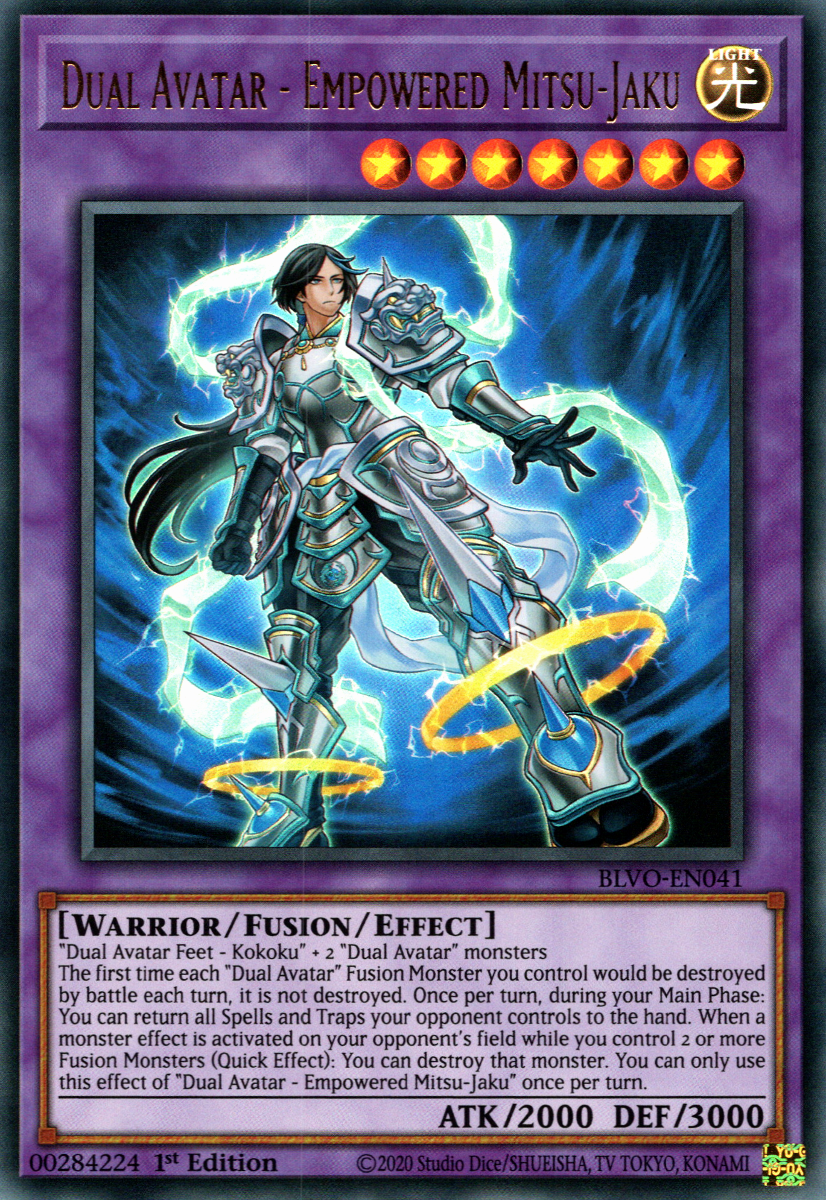 DUAL AVATAR - EMPOWERED MITSU-JAKU
LIGHT
光
BLVO-EN041
[WARRIOR/FUSION/EFFECT]
"Dual Avatar Feet - Kokoku" + 2 "Dual Avatar" monsters
The first time each "Dual Avatar" Fusion Monster you control would be destroyed
by battle each turn, it is not destroyed. Once per turn, during your Main Phase:
You can return all Spells and Traps your opponent controls to the hand. When a
monster effect is activated on your opponent's field while you control 2 or more
Fusion Monsters (Quick Effect): You can destroy that monster. You can only use
this effect of "Dual Avatar - Empowered Mitsu-Jaku" once per turn.
ATK/2000 DEF/3000
00284224 1st Edition ©2020 Studio Dice/SHUEISHA, TV TOKYO, KONAMI